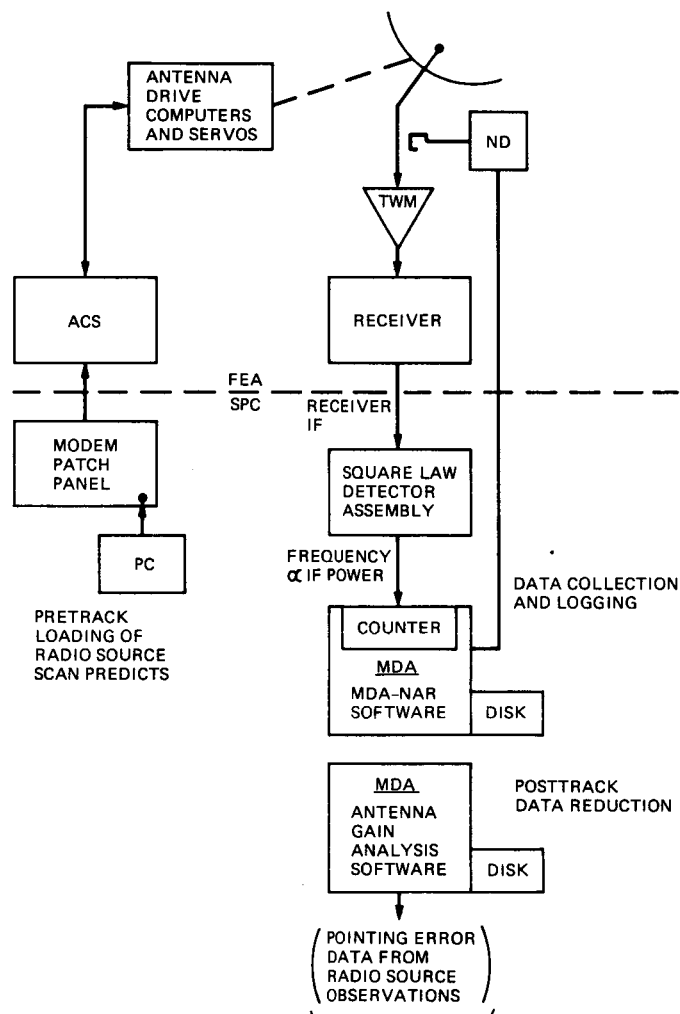 ANTENNA
DRIVE
COMPUTERS
AND SERVOS
ND
TWM
ACS
RECEIVER
FEA
SPC
RECEIVER
IF
MODEM
PATCH
PANEL
SQUARE LAW
DETECTOR
ASSEMBLY
PC
FREQUENCY
α IF POWER
DATA COLLECTION
AND LOGGING
PRETRACK
LOADING OF
RADIO SOURCE
SCAN PREDICTS
COUNTER
MDA
MDA-NAR
SOFTWARE
DISK
MDA
ANTENNA
GAIN
ANALYSIS
SOFTWARE
DISK
POSTTRACK
DATA REDUCTION
(POINTING ERROR
DATA FROM
RADIO SOURCE
OBSERVATIONS)